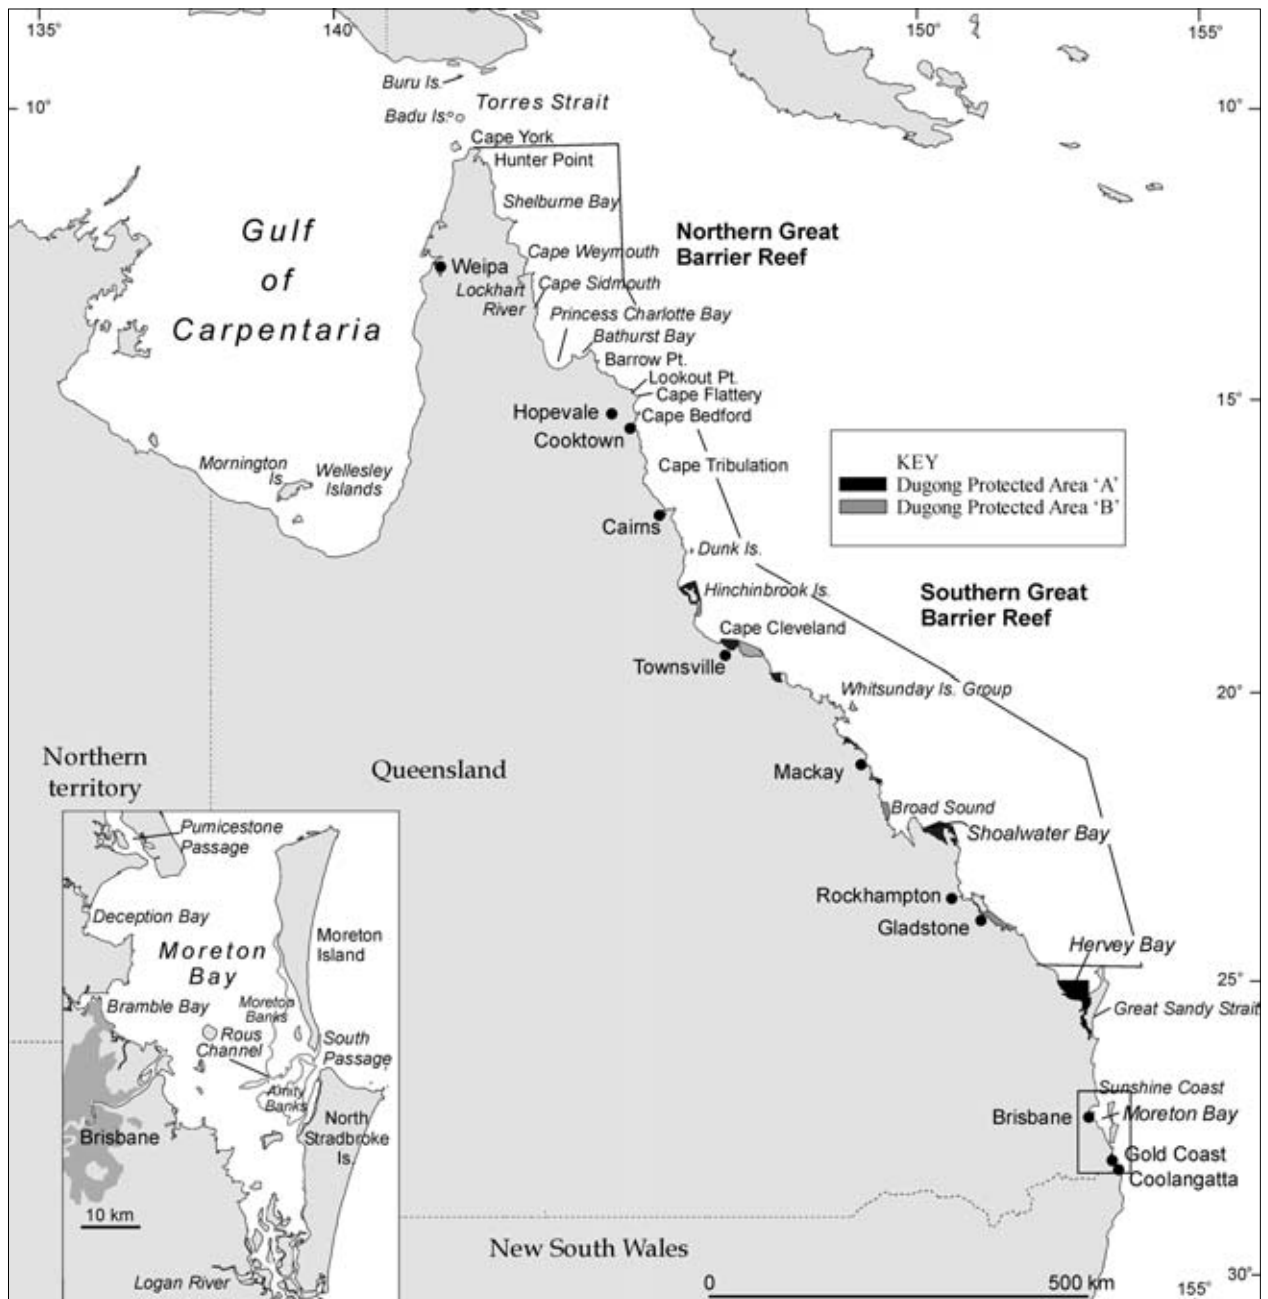 135°
140°
150°
155°
Buru Is.
Torres Strait
10°
Badu Is.
10°
Cape York
Hunter Point
Shelburne Bay
Gulf
of
Carpentaria
Northern Great
Barrier Reef
Cape Weymouth
Weipa
Lockhart
River
Cape Sidmouth
Princess Charlotte Bay
Bathurst Bay
Barrow Pt.
Lookout Pt.
Cape Flattery
15°
Hopevale
Cape Bedford
Cooktown
KEY
Dugong Protected Area ‘A’
Dugong Protected Area ‘B’
Mornington
Is.
Wellesley
Islands
Cape Tribulation
Cairns
Dunk Is.
Hinchinbrook Is.
Southern Great
Barrier Reef
Cape Cleveland
Townsville
Whitsunday Is. Group
20°
Northern
territory
Queensland
Mackay
Broad Sound
Shoalwater Bay
Rockhampton
Gladstone
Hervey Bay
25°
Great Sandy Strait
Sunshine Coast
Brisbane
Moreton Bay
Gold Coast
Coolangatta
New South Wales
30°
155°
0
500 km
Pumicestone
Passage
Deception Bay
Moreton
Bay
Moreton
Island
Bramble Bay
Moreton
Banks
Rous
Channel
South
Passage
Amity
Banks
Brisbane
North
Stradbroke
Is.
10 km
Logan River